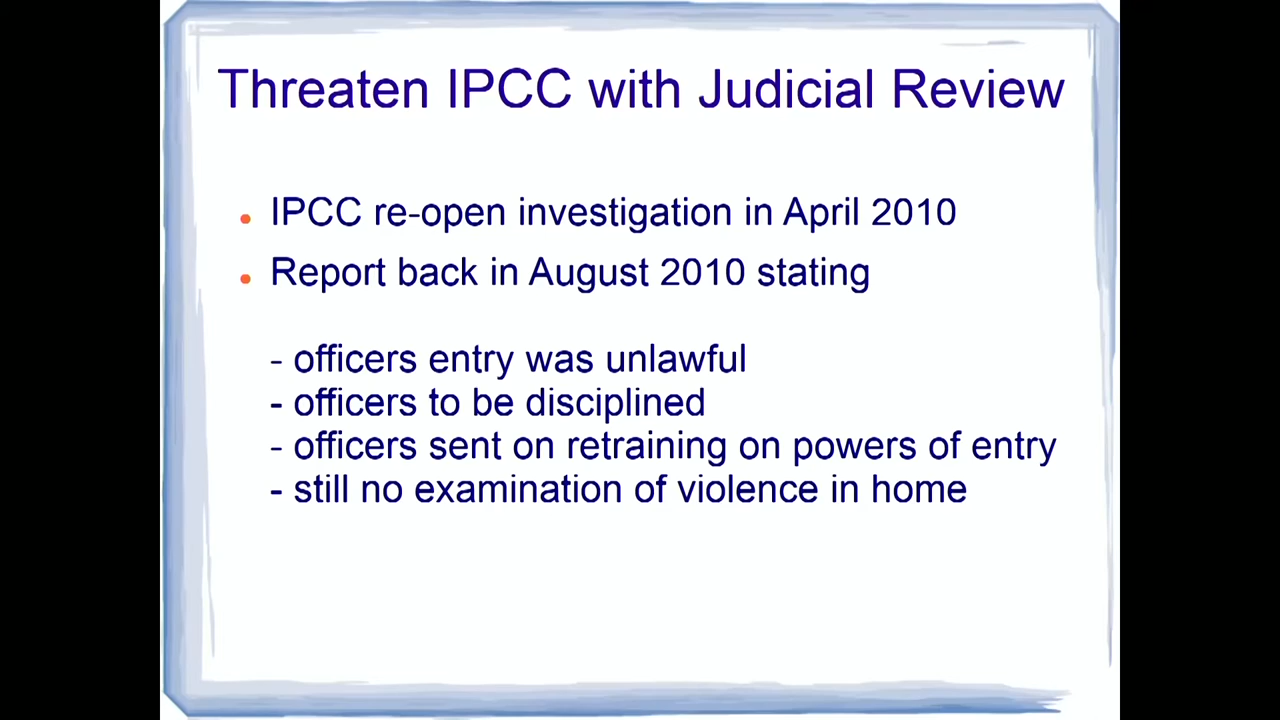 Threaten IPCC with Judicial Review
• IPCC re-open investigation in April 2010
• Report back in August 2010 stating
- officers entry was unlawful
- officers to be disciplined
- officers sent on retraining on powers of entry
- still no examination of violence in home